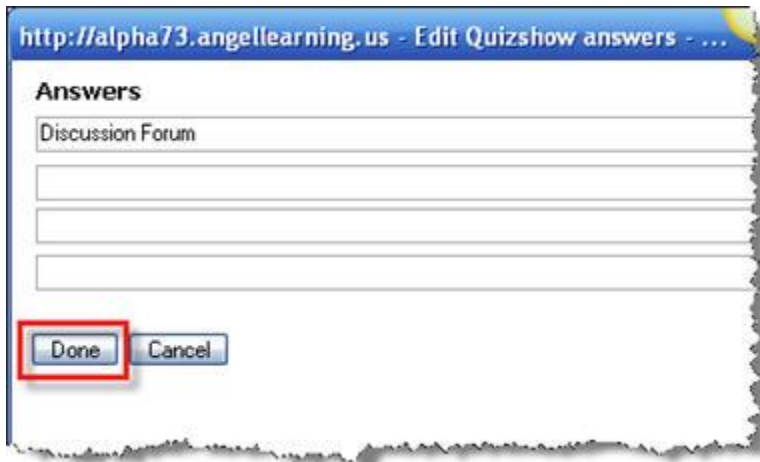 http://alpha73.angellearning.us - Edit Quizshow answers - ...
Answers
Discussion Forum
Done Cancel